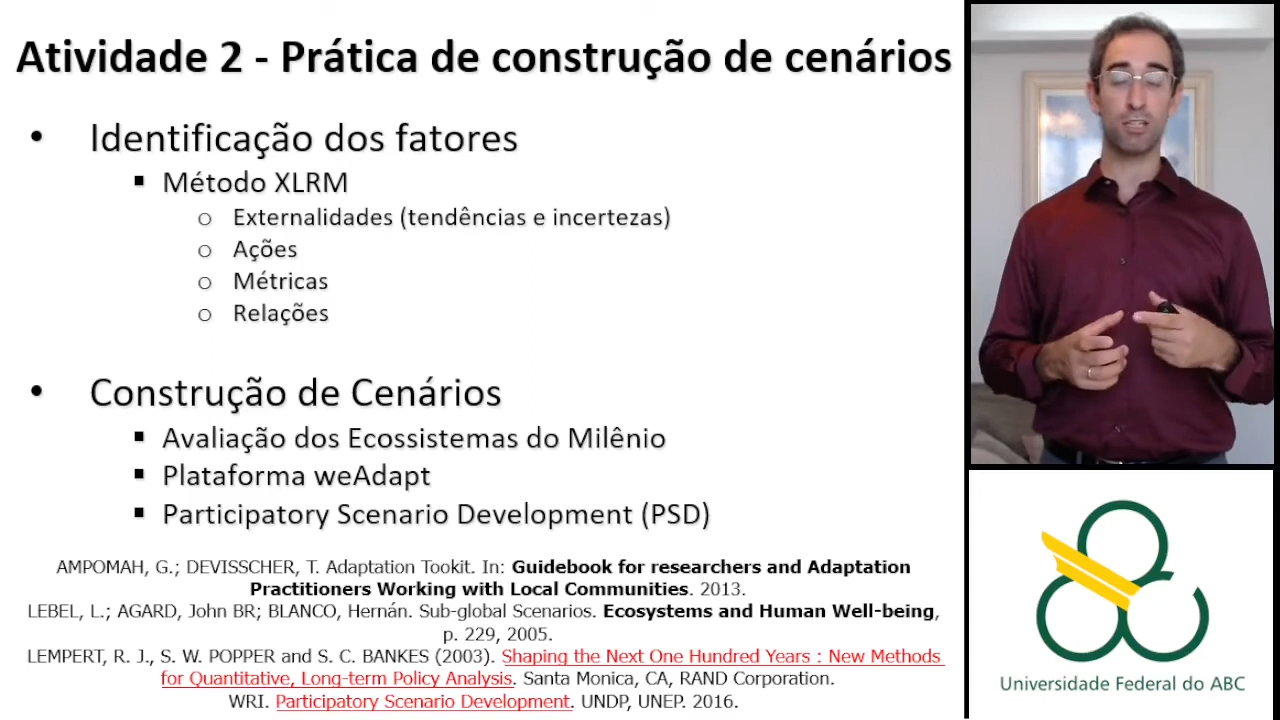 Atividade 2 - Prática de construção de cenários
• Identificação dos fatores
▪ Método XLRM
o Externalidades (tendências e incertezas)
o Ações
o Métricas
o Relações
• Construção de Cenários
▪ Avaliação dos Ecossistemas do Milênio
▪ Plataforma weAdapt
▪ Participatory Scenario Development (PSD)
AMPOMAH, G.; DEVISSCHER, T. Adaptation Tookit. In: Guidebook for researchers and Adaptation
Practitioners Working with Local Communities. 2013.
LEBEL, L.; AGARD, John BR; BLANCO, Hernán. Sub-global Scenarios. Ecosystems and Human Well-being,
p. 229, 2005.
LEMPERT, R. J., S. W. POPPER and S. C. BANKES (2003). Shaping the Next One Hundred Years : New Methods
for Quantitative, Long-term Policy Analysis. Santa Monica, CA, RAND Corporation.
WRI. Participatory Scenario Development. UNDP, UNEP. 2016.
Universidade Federal do ABC